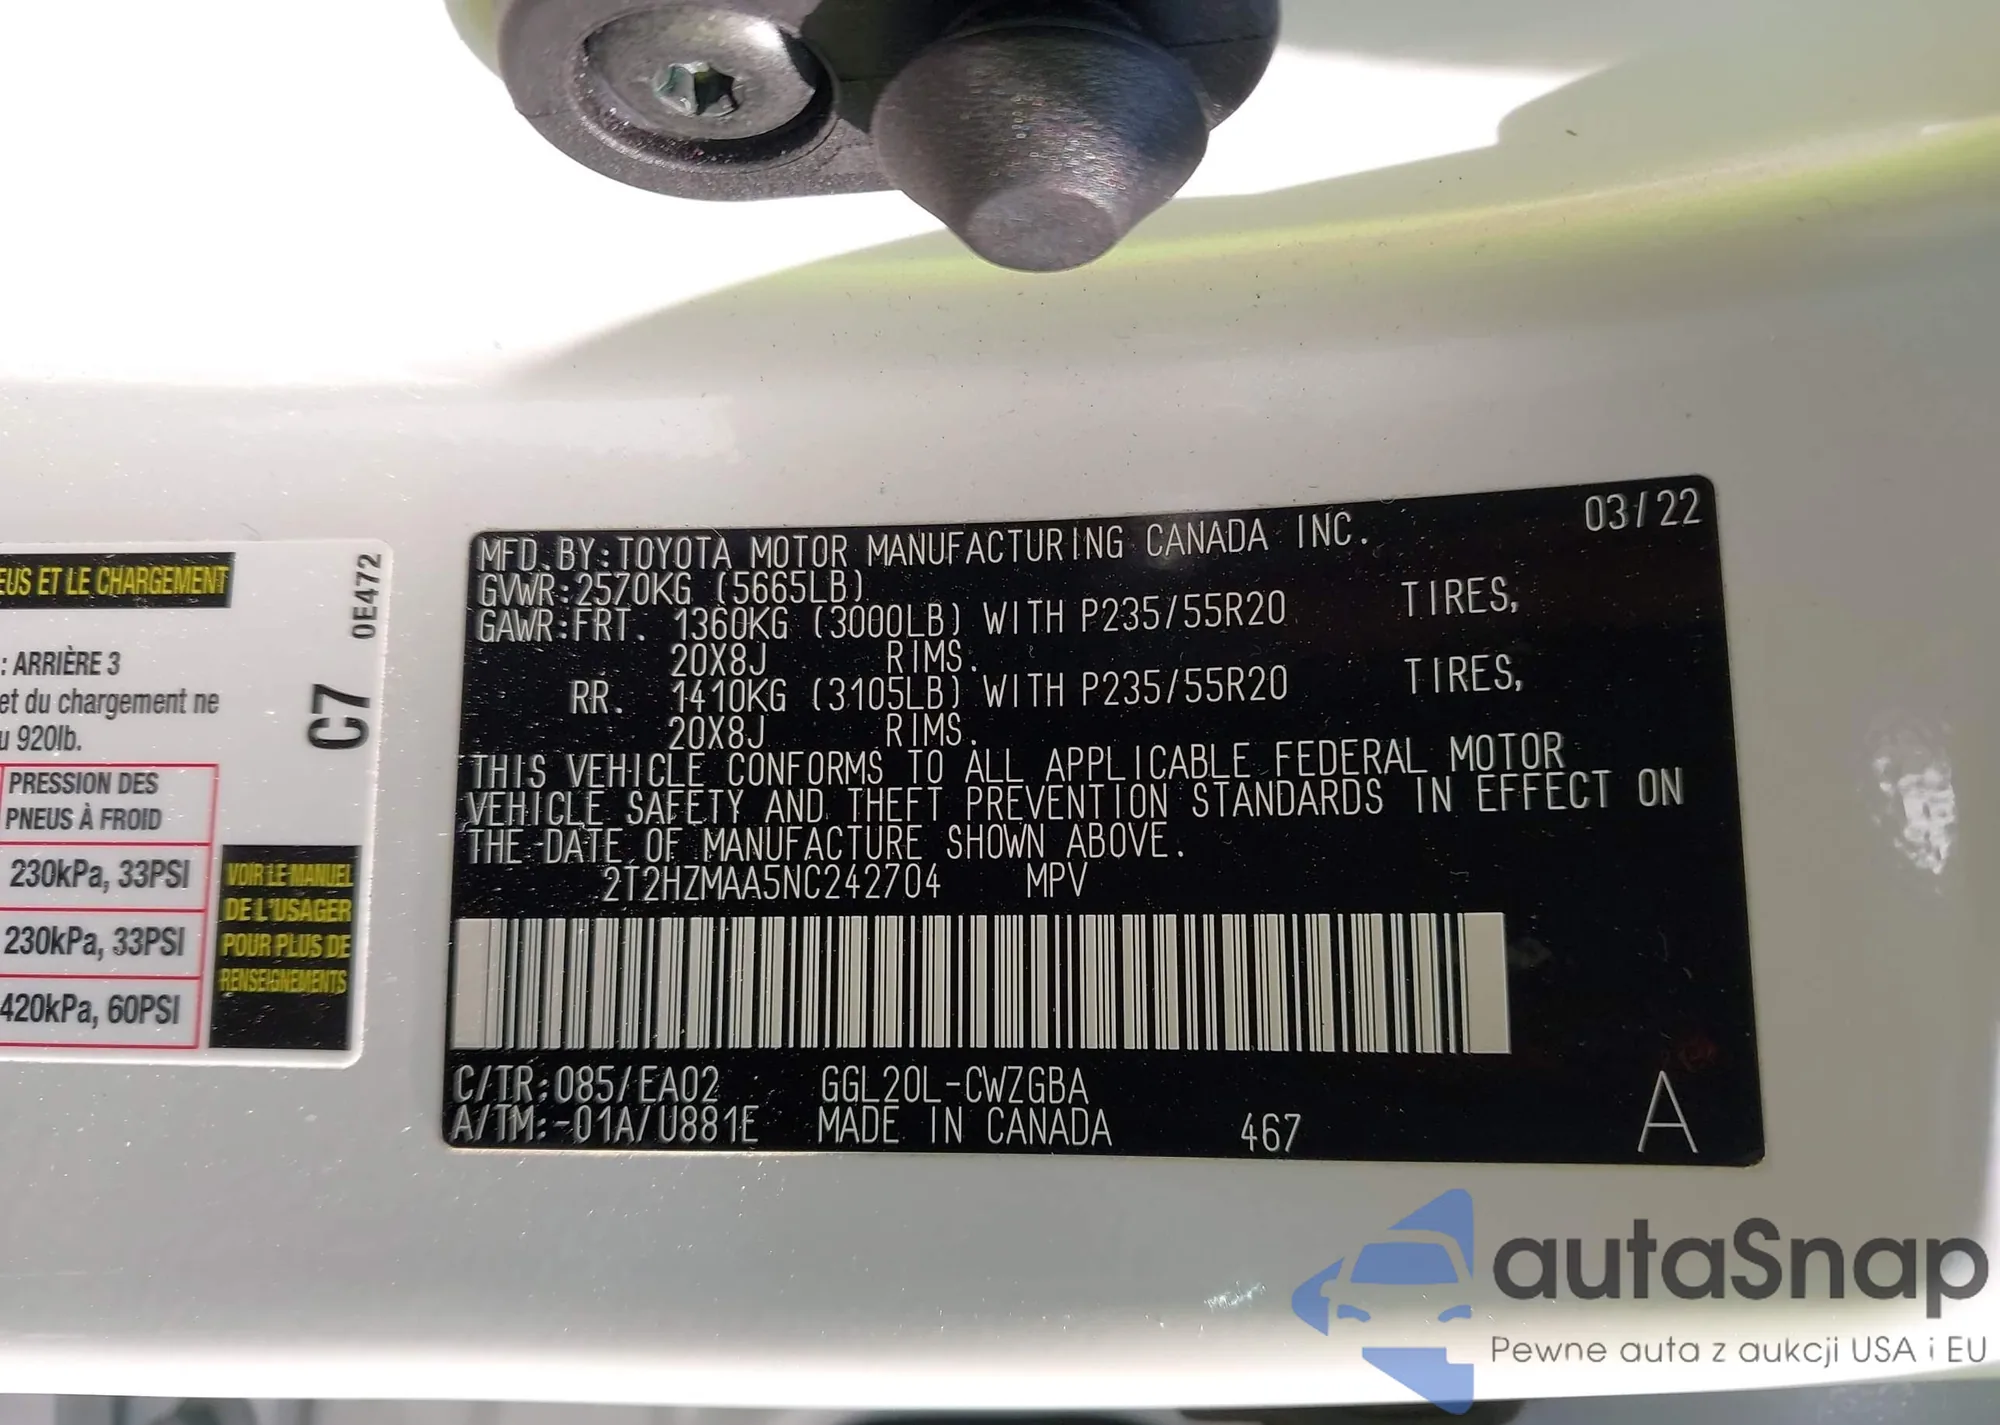 EUS ET LE CHARGEMENT
0E472
: ARRIÈRE 3
et du chargement ne
u 920lb.
C7
PRESSION DES
PNEUS À FROID
230kPa, 33PSI
230kPa, 33PSI
420kPa, 60PSI
VOIR LE MANUEL
DE L'USAGER
POUR PLUS DE
RENSEIGNEMENTS
MFD.BY:TOYOTA MOTOR MANUFACTURING CANADA INC. 03/22
GVWR:2570KG (5665LB)
GAWR:FRT. 1360KG (3000LB) WITH P235/55R20 TIRES,
20X8J RIMS.
RR. 1410KG (3105LB) WITH P235/55R20 TIRES,
20X8J RIMS.
THIS VEHICLE CONFORMS TO ALL APPLICABLE FEDERAL MOTOR
VEHICLE SAFETY AND THEFT PREVENTION STANDARDS IN EFFECT ON
THE DATE OF MANUFACTURE SHOWN ABOVE.
2T2HZMAA5NC242704 MPV
C/TR:085/EA02 GGL20L-CWZGBA
A/TM:-01A/U881E MADE IN CANADA 467 A
autaSnap
Pewne auta z aukcji USA i EU